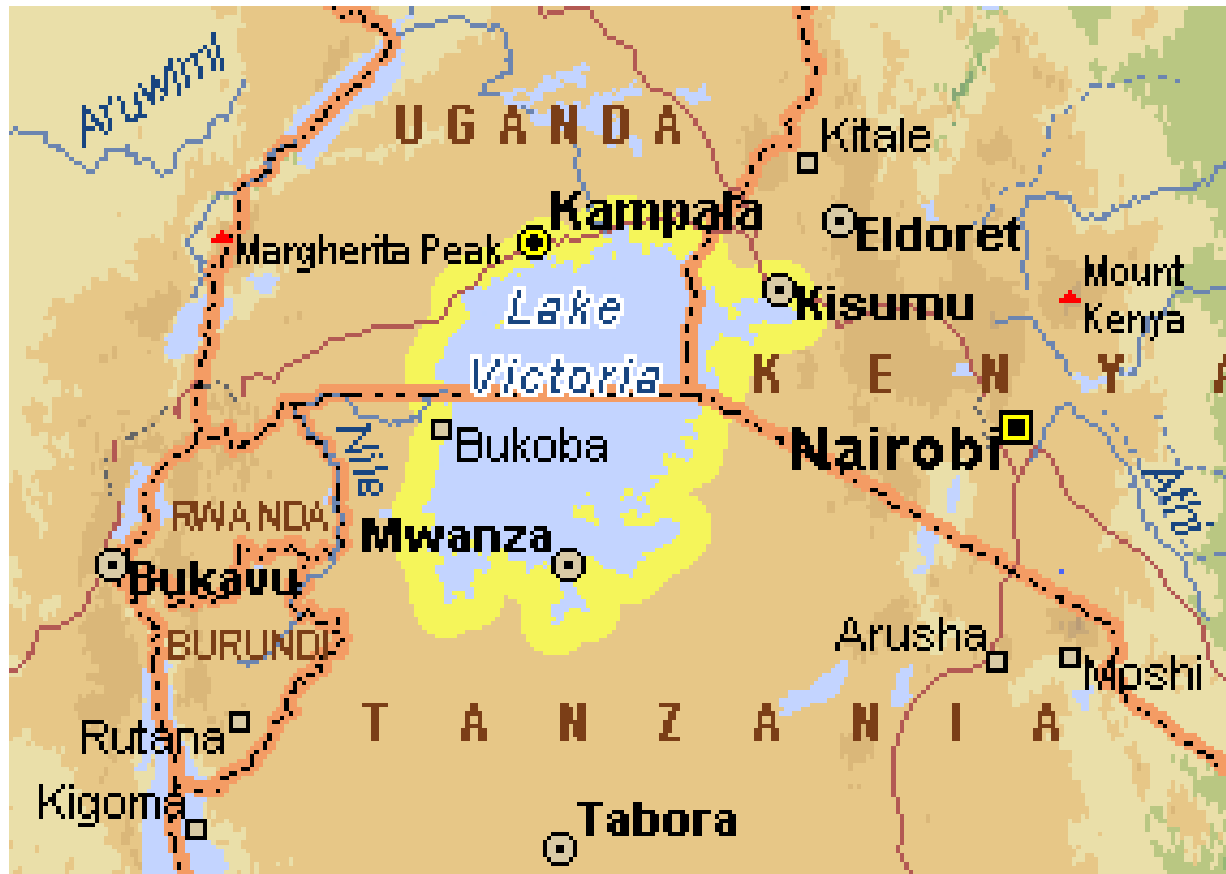 Aruwimi
UGANDA
Kitale
Kampala
Eldoret
Margherita Peak
Mount
Kenya
Lake
Victoria
Kisumu
KENYA
Bukoba
Nile
Nairobi
Athi
RWANDA
Mwanza
Bukavu
BURUNDI
Arusha
Moshi
TANZANIA
Rutana
Kigoma
Tabora